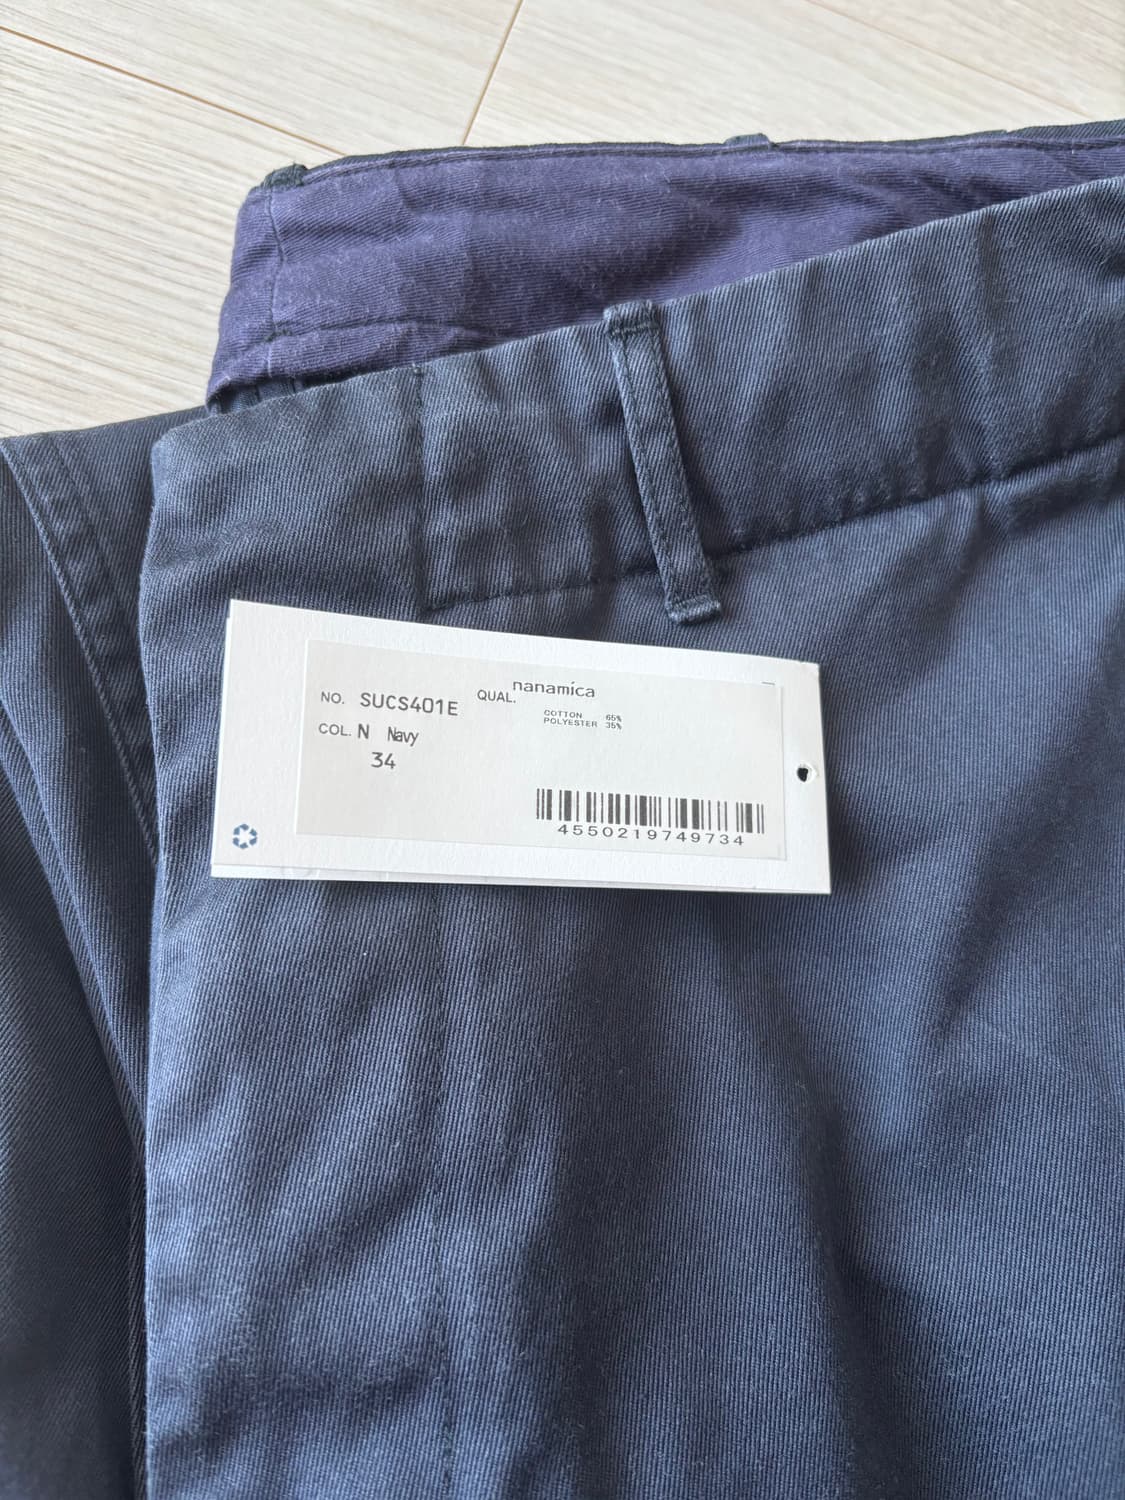 nanamica
NO. SUCS401E QUAL.
COTTON 65%
POLYESTER 35%
COL. N Navy
34
4550219749734